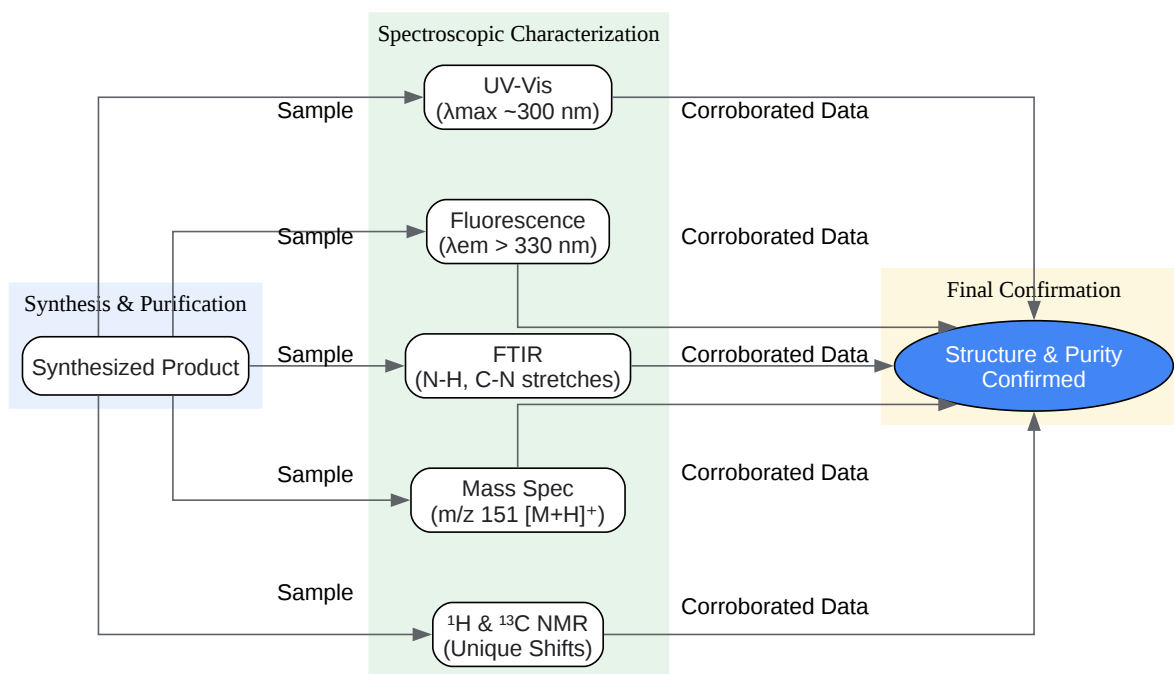 Spectroscopic Characterization
UV-Vis
(λmax ~300 nm)
Sample
Corroborated Data
Fluorescence
(λem > 330 nm)
Sample
Corroborated Data
Synthesis & Purification
Synthesized Product
Sample
FTIR
(N-H, C-N stretches)
Corroborated Data
Final Confirmation
Structure & Purity
Confirmed
Sample
Mass Spec
(m/z 151 [M+H]⁺)
Corroborated Data
Sample
¹H & ¹³C NMR
(Unique Shifts)
Corroborated Data